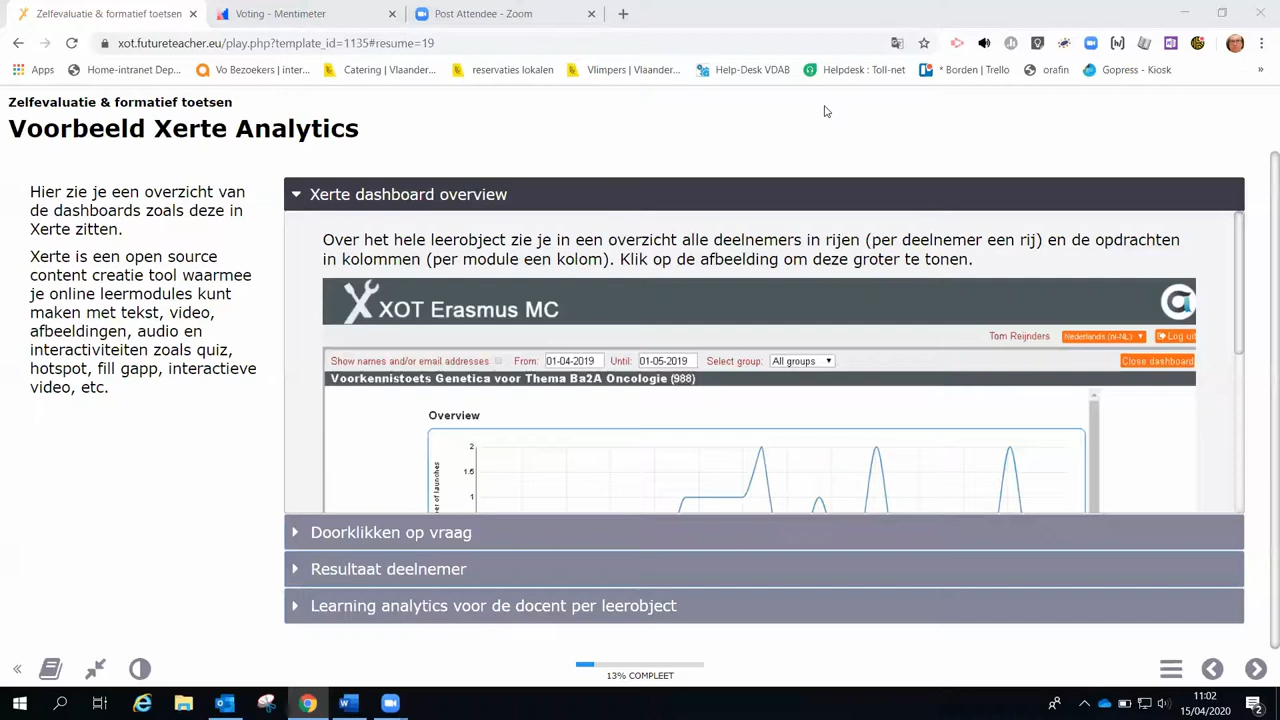 Zelfevaluatie & formatief toetsen
Voting - Mentimeter
Post Attendee - Zoom
xot.futureteacher.eu/play.php?template_id=1135#resume=19
Apps
Home-intranet Dep...
Vo Bezoekers | inter...
Catering | Vlaander...
reservaties lokalen
Vlimpers | Vlaander...
Help-Desk VDAB
Helpdesk : Toll-net
* Borden | Trello
orafin
Gopress - Kiosk
Zelfevaluatie & formatief toetsen
Voorbeeld Xerte Analytics
Hier zie je een overzicht van
de dashboards zoals deze in
Xerte zitten.
Xerte is een open source
content creatie tool waarmee
je online leermodules kunt
maken met tekst, video,
afbeeldingen, audio en
interactiviteiten zoals quiz,
hotspot, fill gapp, interactieve
video, etc.
Xerte dashboard overview
Over het hele leerobject zie je in een overzicht alle deelnemers in rijen (per deelnemer een rij) en de opdrachten
in kolommen (per module een kolom). Klik op de afbeelding om deze groter te tonen.
XOT Erasmus MC
Tom Reijnders
Nederlands (nl-NL)
Log uit
Show names and/or email addresses
From: 01-04-2019
Until: 01-05-2019
Select group: All groups
Close dashboard
Voorkennistoets Genetica voor Thema Ba2A Oncologie (988)
Overview
2
1.5
1
er of launches
Doorklikken op vraag
Resultaat deelnemer
Learning analytics voor de docent per leerobject
13% COMPLEET
11:02
15/04/2020
2